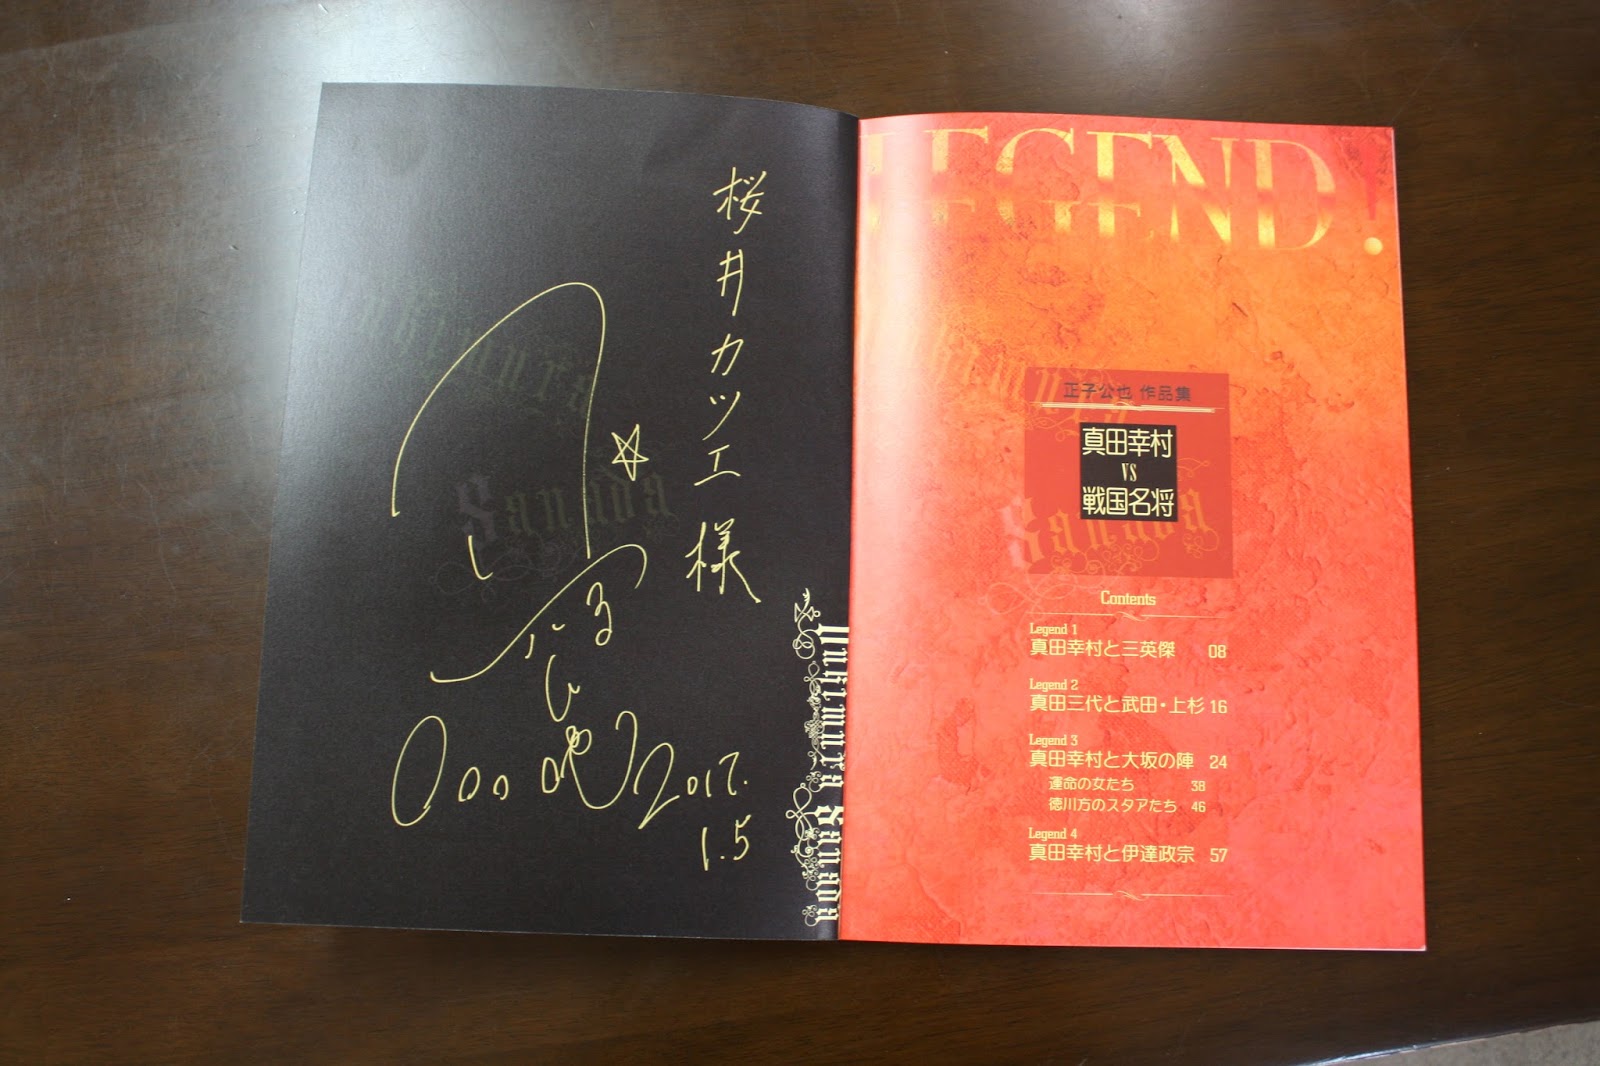 桜井カツエ様
2017.
1.5
Yukimura Sanada
LEGEND!
正子公也 作品集
真田幸村
VS
戦国名将
Contents
Legend 1
真田幸村と三英傑 08
Legend 2
真田三代と武田・上杉 16
Legend 3
真田幸村と大坂の陣 24
運命の女たち 38
徳川方のスタアたち 46
Legend 4
真田幸村と伊達政宗 57